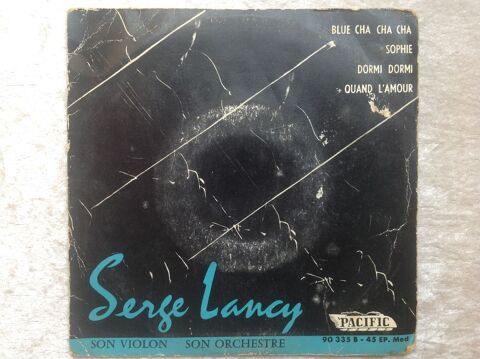 BLUE CHA CHA CHA
SOPHIE
DORMI DORMI
QUAND L'AMOUR
Serge Lancy
PACIFIC
SON VIOLON SON ORCHESTRE
90 335 B - 45 EP. Med